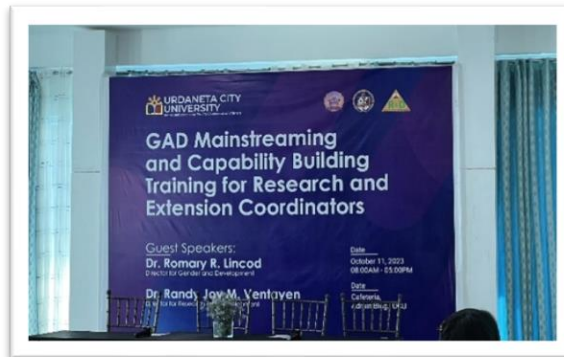 URDANETA CITY
UNIVERSITY
GAD Mainstreaming
and Capability Building
Training for Research and
Extension Coordinators
Guest Speakers:
Dr. Romary R. Lincod
Director for Gender and Development
Dr. Randy Joy M. Ventayen
Date
October 11, 2023
08:00AM - 05:00PM
Date
Cafeteria,